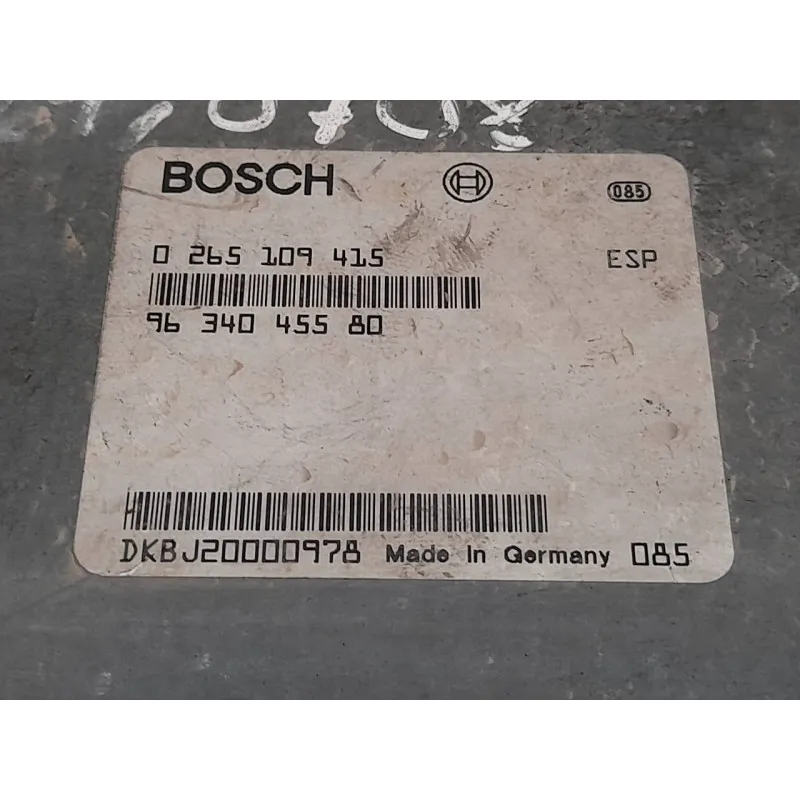 BOSCH 085
0 265 109 415 ESP
96 340 455 80
DKBJ20000978 Made in Germany 085